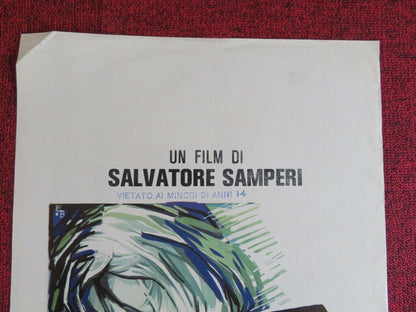 UN FILM DI
SALVATORE SAMPERI
VIETATO AI MINORI DI ANNI 14